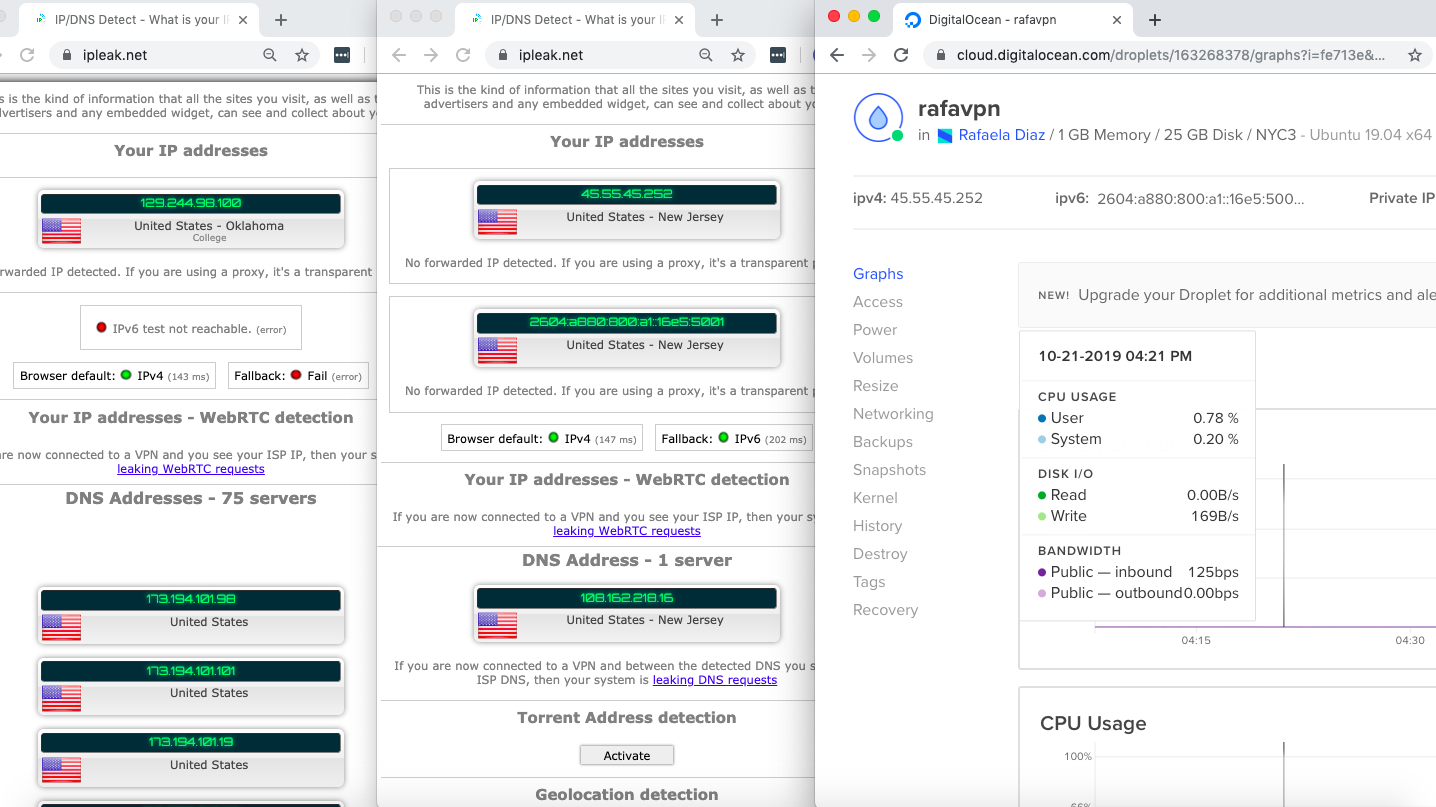 IP/DNS Detect - What is your I
ipleak.net
s is the kind of information that all the sites you visit, as well as t
vertisers and any embedded widget, can see and collect about y
Your IP addresses
129.244.98.100
United States - Oklahoma
College
rwarded IP detected. If you are using a proxy, it's a transparent
IPv6 test not reachable. (error)
Browser default: IPv4 (143 ms) Fallback: Fail (error)
Your IP addresses - WebRTC detection
re now connected to a VPN and you see your ISP IP, then your s
leaking WebRTC requests
DNS Addresses - 75 servers
173.194.101.98
United States
173.194.101.101
United States
173.194.101.19
United States
IP/DNS Detect - What is your I
ipleak.net
This is the kind of information that all the sites you visit, as well as t
advertisers and any embedded widget, can see and collect about yo
Your IP addresses
45.55.45.252
United States - New Jersey
No forwarded IP detected. If you are using a proxy, it's a transparent p
2604:a880:800:a1::16e5:5001
United States - New Jersey
No forwarded IP detected. If you are using a proxy, it's a transparent p
Browser default: IPv4 (147 ms) Fallback: IPv6 (202 ms)
Your IP addresses - WebRTC detection
If you are now connected to a VPN and you see your ISP IP, then your sy
leaking WebRTC requests
DNS Address - 1 server
108.162.218.16
United States - New Jersey
If you are now connected to a VPN and between the detected DNS you s
ISP DNS, then your system is leaking DNS requests
Torrent Address detection
Activate
Geolocation detection
DigitalOcean - rafavpn
cloud.digitalocean.com/droplets/163268378/graphs?i=fe713e&...
rafavpn
in Rafaela Diaz / 1 GB Memory / 25 GB Disk / NYC3 - Ubuntu 19.04 x64
ipv4: 45.55.45.252 ipv6: 2604:a880:800:a1::16e5:500... Private IP
Graphs
Access
Power
Volumes
Resize
Networking
Backups
Snapshots
Kernel
History
Destroy
Tags
Recovery
NEW! Upgrade your Droplet for additional metrics and ale
10-21-2019 04:21 PM
CPU USAGE
User 0.78 %
System 0.20 %
DISK I/O
Read 0.00B/s
Write 169B/s
BANDWIDTH
Public — inbound 125bps
Public — outbound 0.00bps
04:15 04:30
CPU Usage
100%